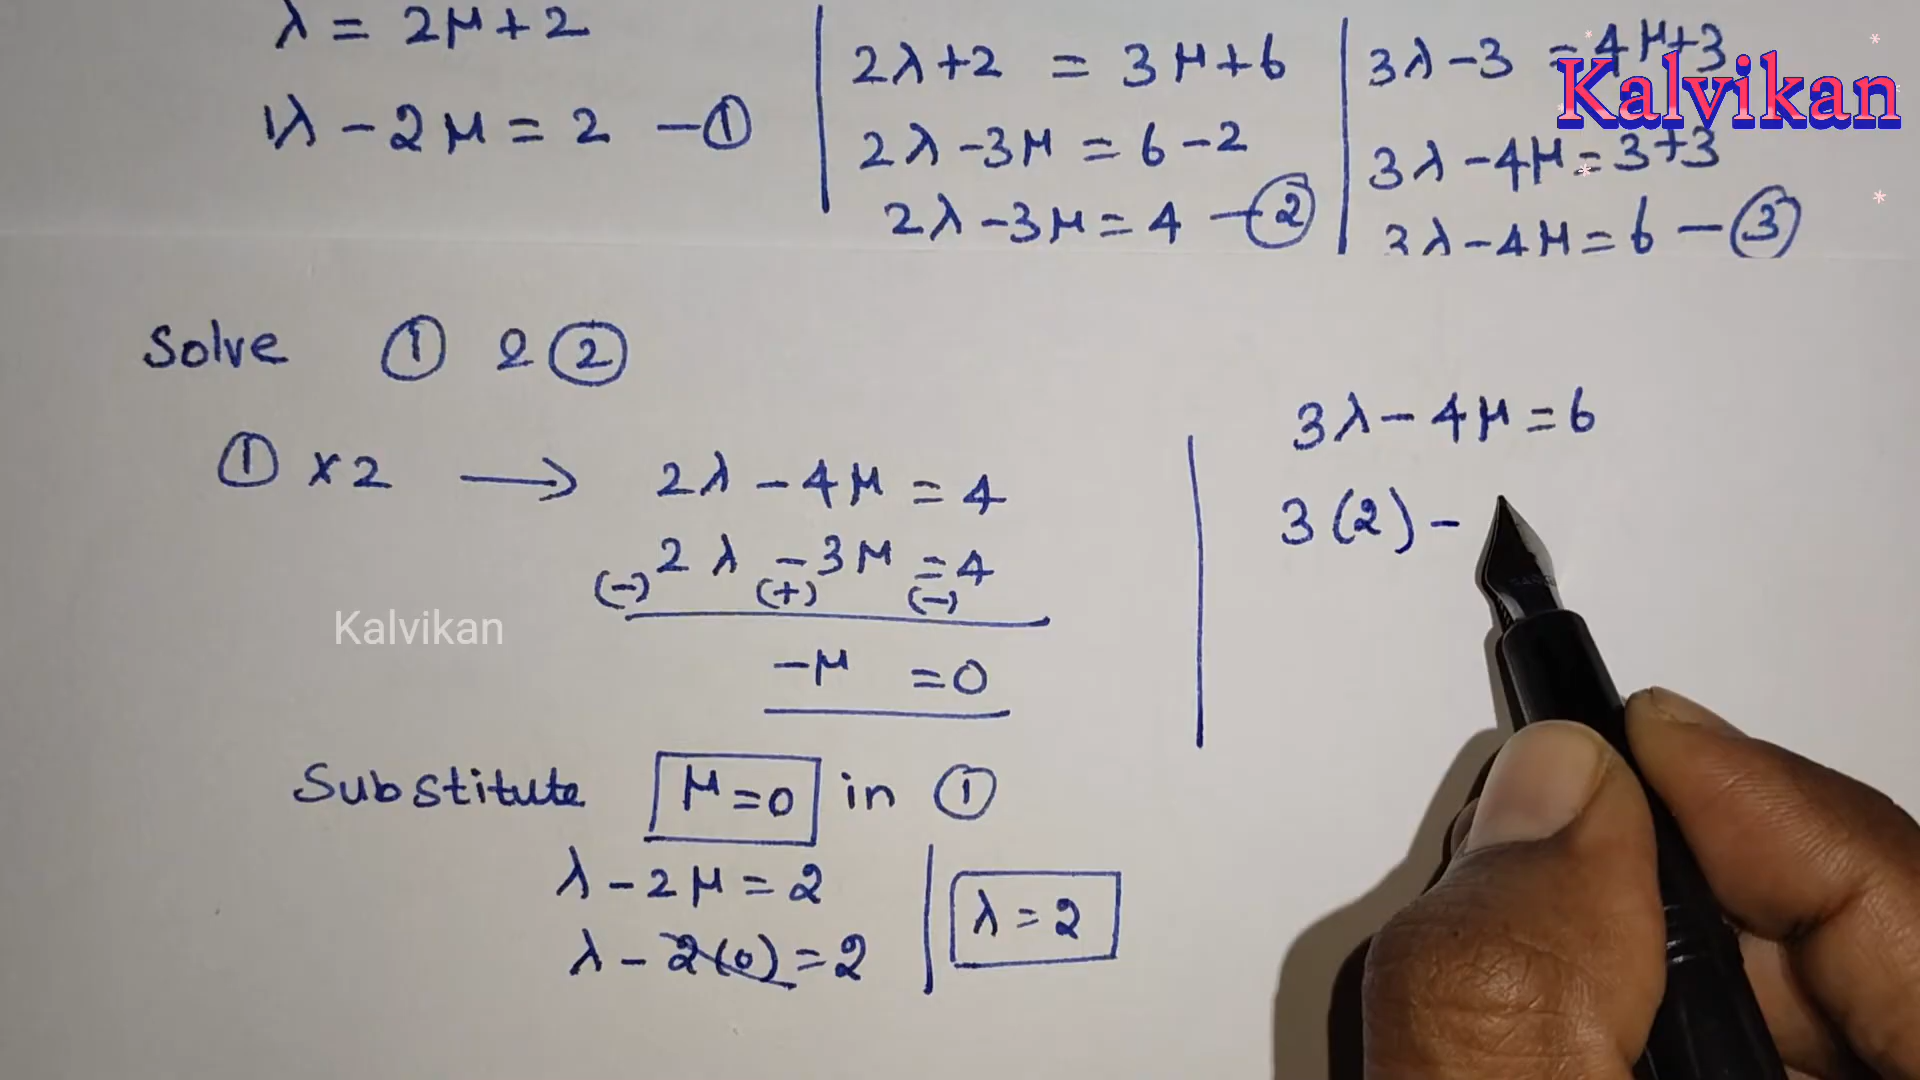 λ = 2μ+2
1λ - 2μ = 2 - ①
2λ+2 = 3μ+6
2λ-3μ = 6-2
2λ-3μ = 4 - ②
3λ-3 = 4μ+3
3λ-4μ = 3+3
3λ-4μ = 6 - ③
Kalvikan
Solve ① & ②
① × 2 → 2λ - 4μ = 4
2λ - 3μ = 4
(-) (+) (-)
-μ = 0
Kalvikan
Substitute μ=0 in ①
λ - 2μ = 2
λ - 2(0) = 2
λ = 2
3λ - 4μ = 6
3(2) -